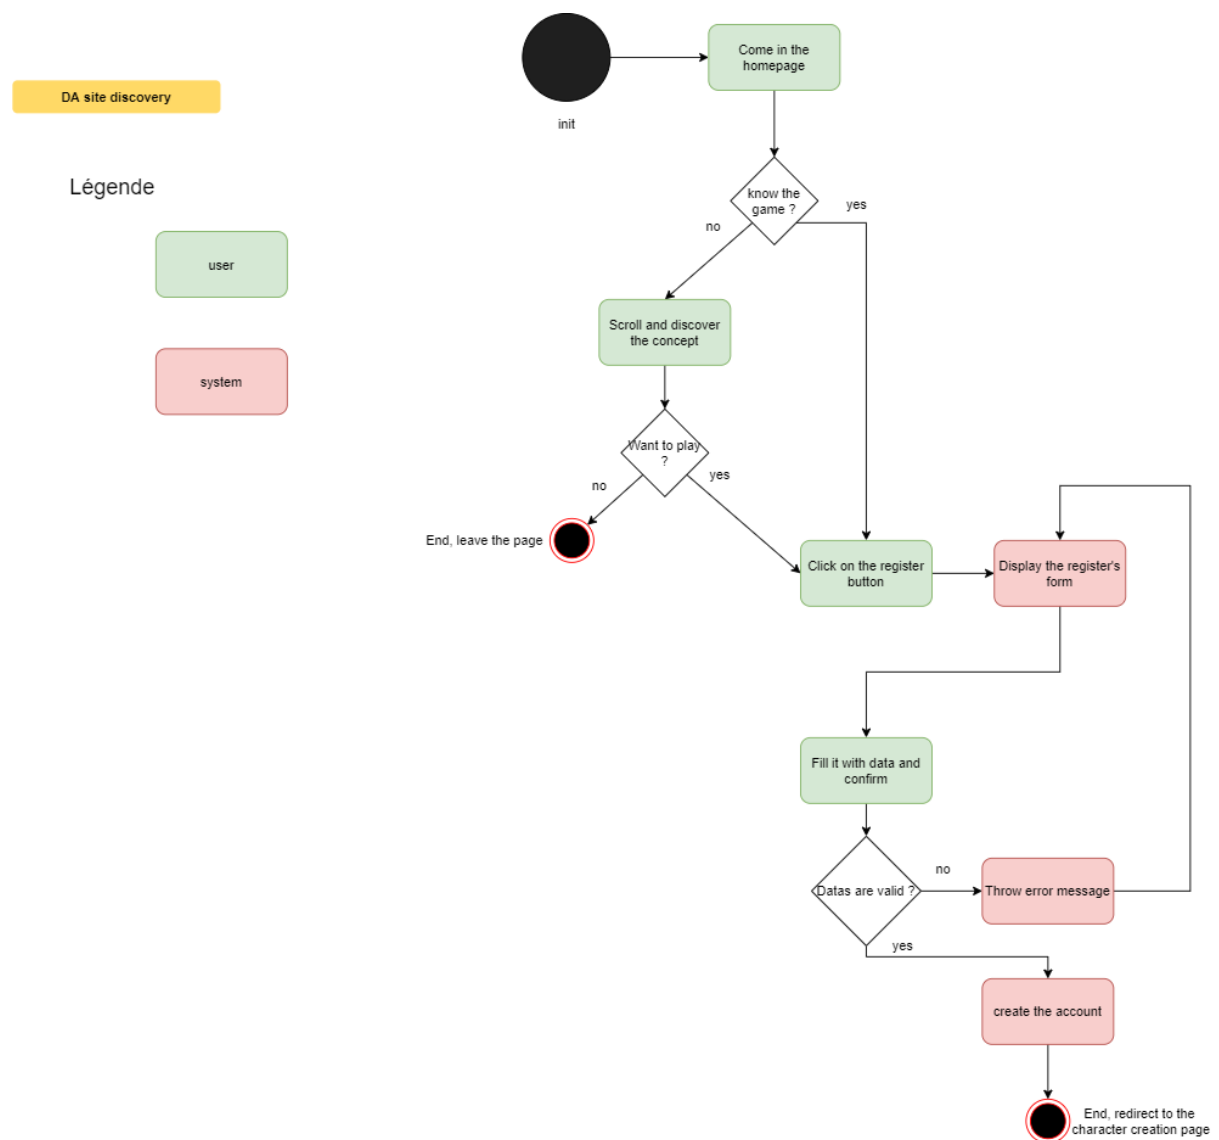 Come in the
homepage
DA site discovery
init
Légende
know the
game ?
yes
no
user
Scroll and discover
the concept
system
Want to play
?
yes
no
End, leave the page
Click on the register
button
Display the register's
form
Fill it with data and
confirm
Datas are valid ?
no
Throw error message
yes
create the account
End, redirect to the
character creation page